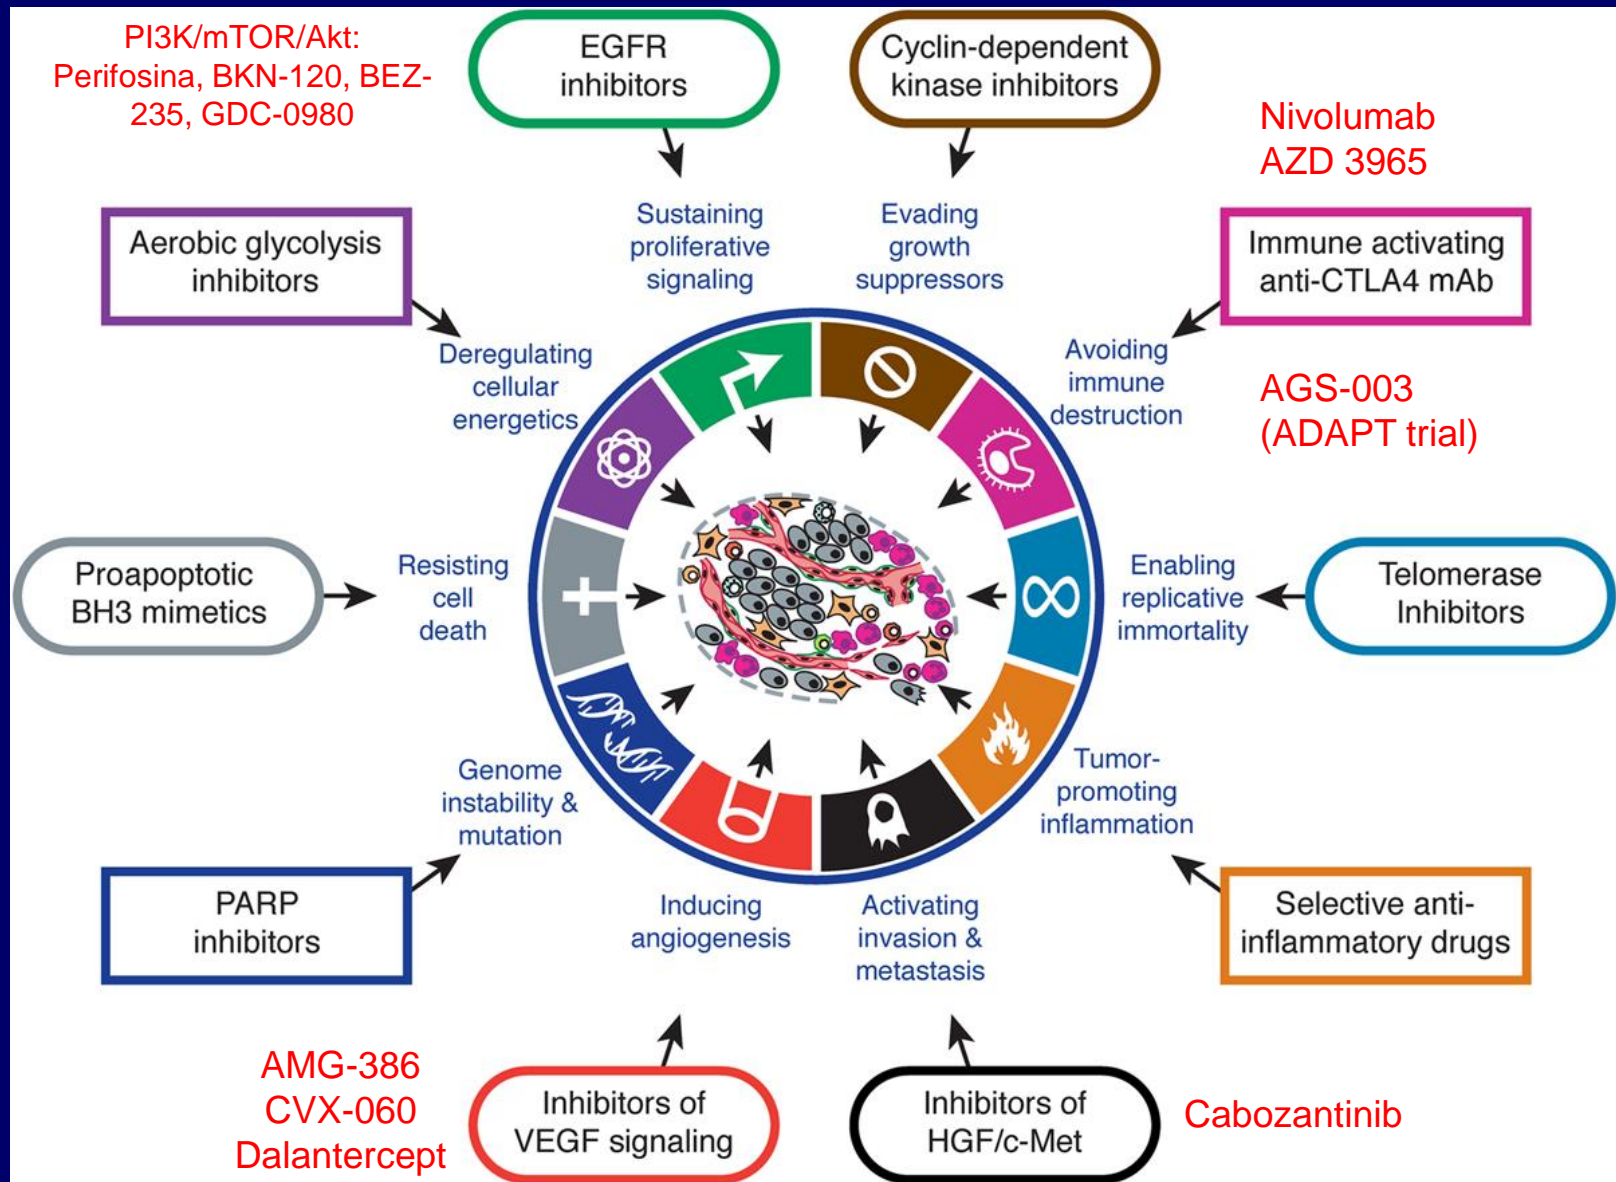 PI3K/mTOR/Akt:
Perifosina, BKN-120, BEZ-
235, GDC-0980
EGFR
inhibitors
Cyclin-dependent
kinase inhibitors
Nivolumab
AZD 3965
Aerobic glycolysis
inhibitors
Sustaining
proliferative
signaling
Evading
growth
suppressors
Immune activating
anti-CTLA4 mAb
Deregulating
cellular
energetics
Avoiding
immune
destruction
AGS-003
(ADAPT trial)
Proapoptotic
BH3 mimetics
Resisting
cell
death
Enabling
replicative
immortality
Telomerase
Inhibitors
Genome
instability &
mutation
Tumor-
promoting
inflammation
PARP
inhibitors
Inducing
angiogenesis
Activating
invasion &
metastasis
Selective anti-
inflammatory drugs
AMG-386
CVX-060
Dalantercept
Inhibitors of
VEGF signaling
Inhibitors of
HGF/c-Met
Cabozantinib